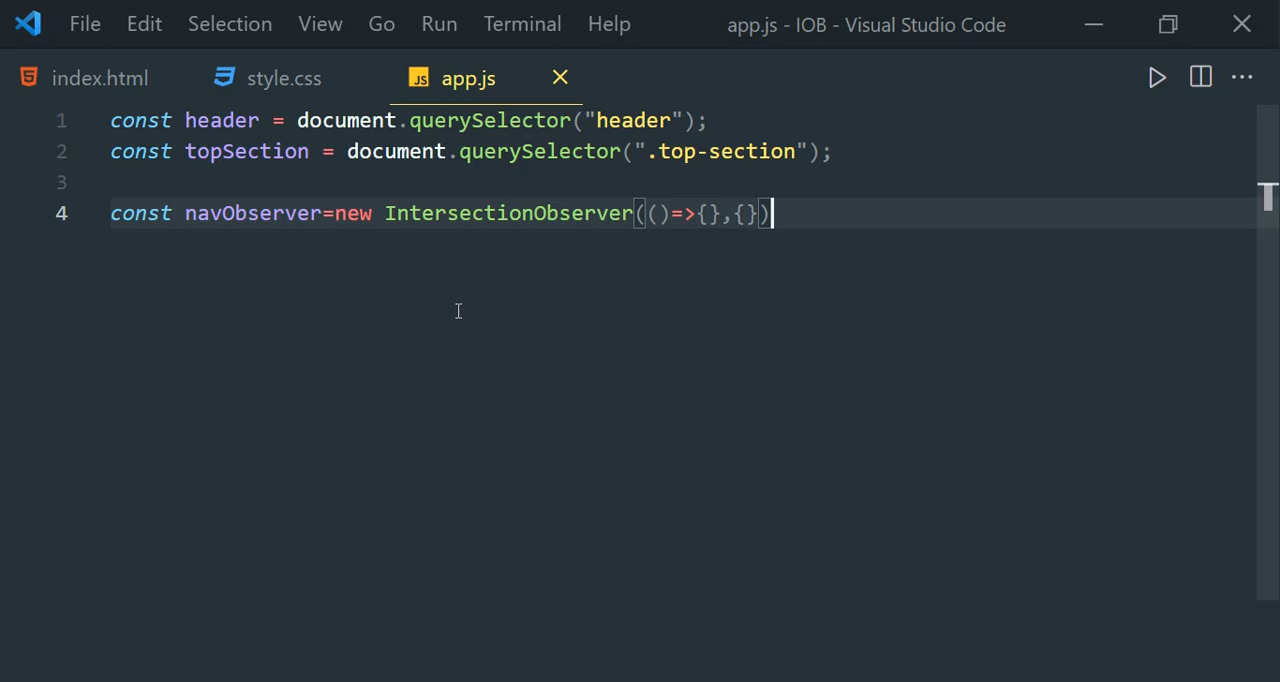 File Edit Selection View Go Run Terminal Help app.js - IOB - Visual Studio Code
index.html style.css JS app.js
1 const header = document.querySelector("header");
2 const topSection = document.querySelector(".top-section");
3
4 const navObserver=new IntersectionObserver(()=>{},{})